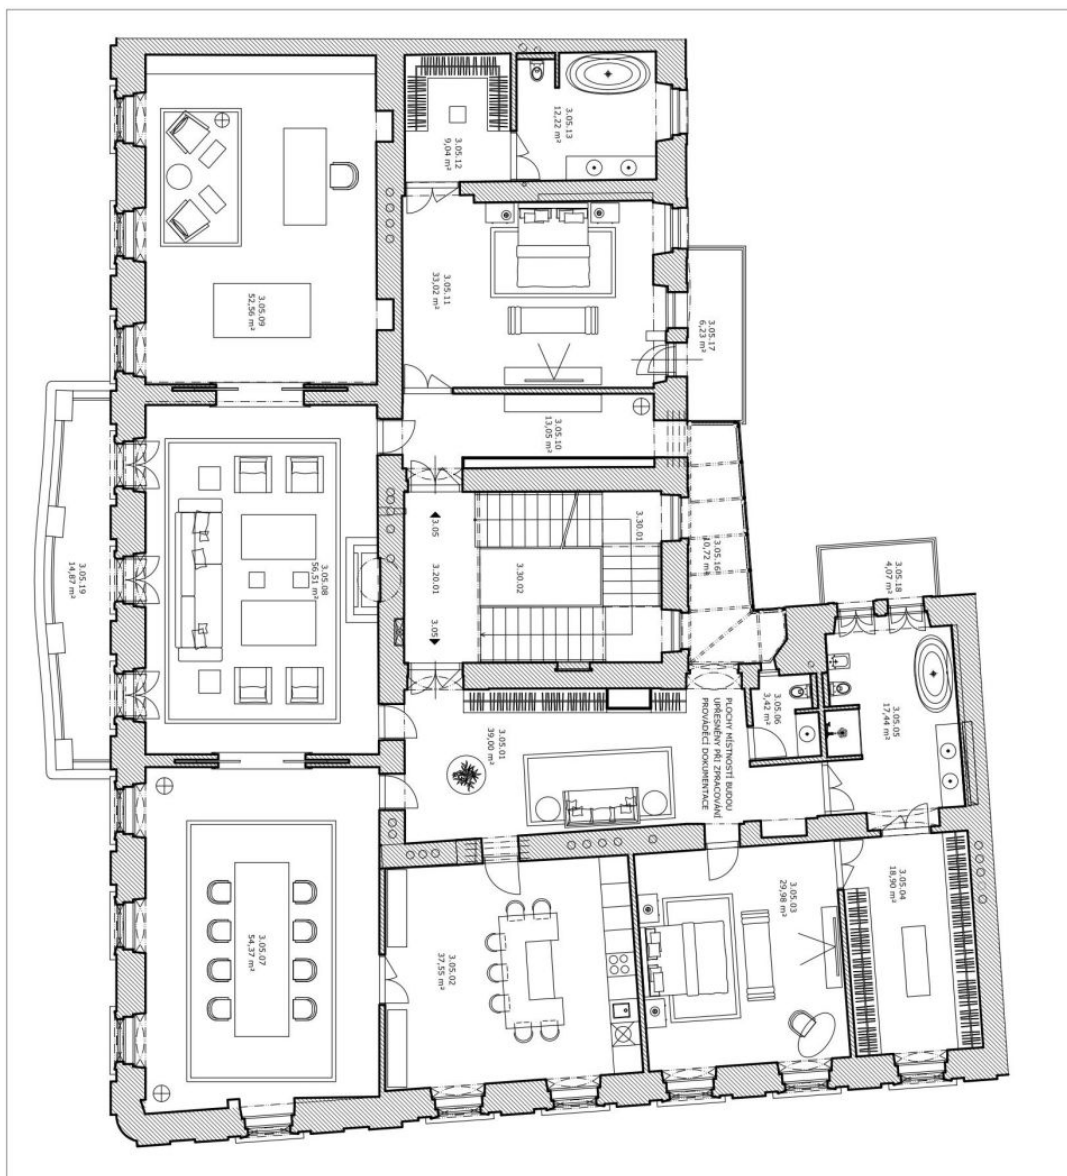 3.05.13
12,22 m²
3.05.12
9,04 m²
3.05.11
33,02 m²
3.05.09
52,56 m²
3.05.17
6,23 m²
3.05.10
13,05 m²
3.05
3.30.01
3.05.16
10,72 m²
3.05.19
14,87 m²
3.05.08
56,51 m²
3.20.01
3.30.02
3.05.18
4,07 m²
3.05
3.05.06
3,42 m²
3.05.05
17,44 m²
3.05.01
39,00 m²
PLOCHY MÍSTNOSTÍ BUDOU
UPŘESNĚNY PŘI ZPRACOVÁNÍ
PROVÁDĚCÍ DOKUMENTACE
3.05.04
18,90 m²
3.05.03
29,98 m²
3.05.07
54,37 m²
3.05.02
37,55 m²